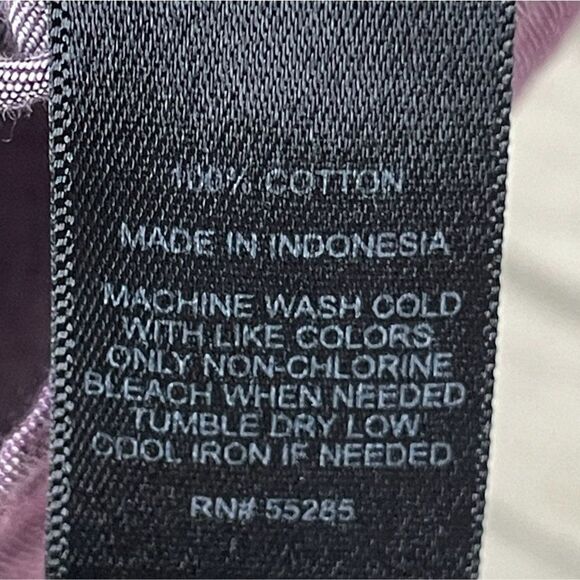 100% COTTON
MADE IN INDONESIA
MACHINE WASH COLD
WITH LIKE COLORS
ONLY NON-CHLORINE
BLEACH WHEN NEEDED
TUMBLE DRY LOW
COOL IRON IF NEEDED
RN# 55285